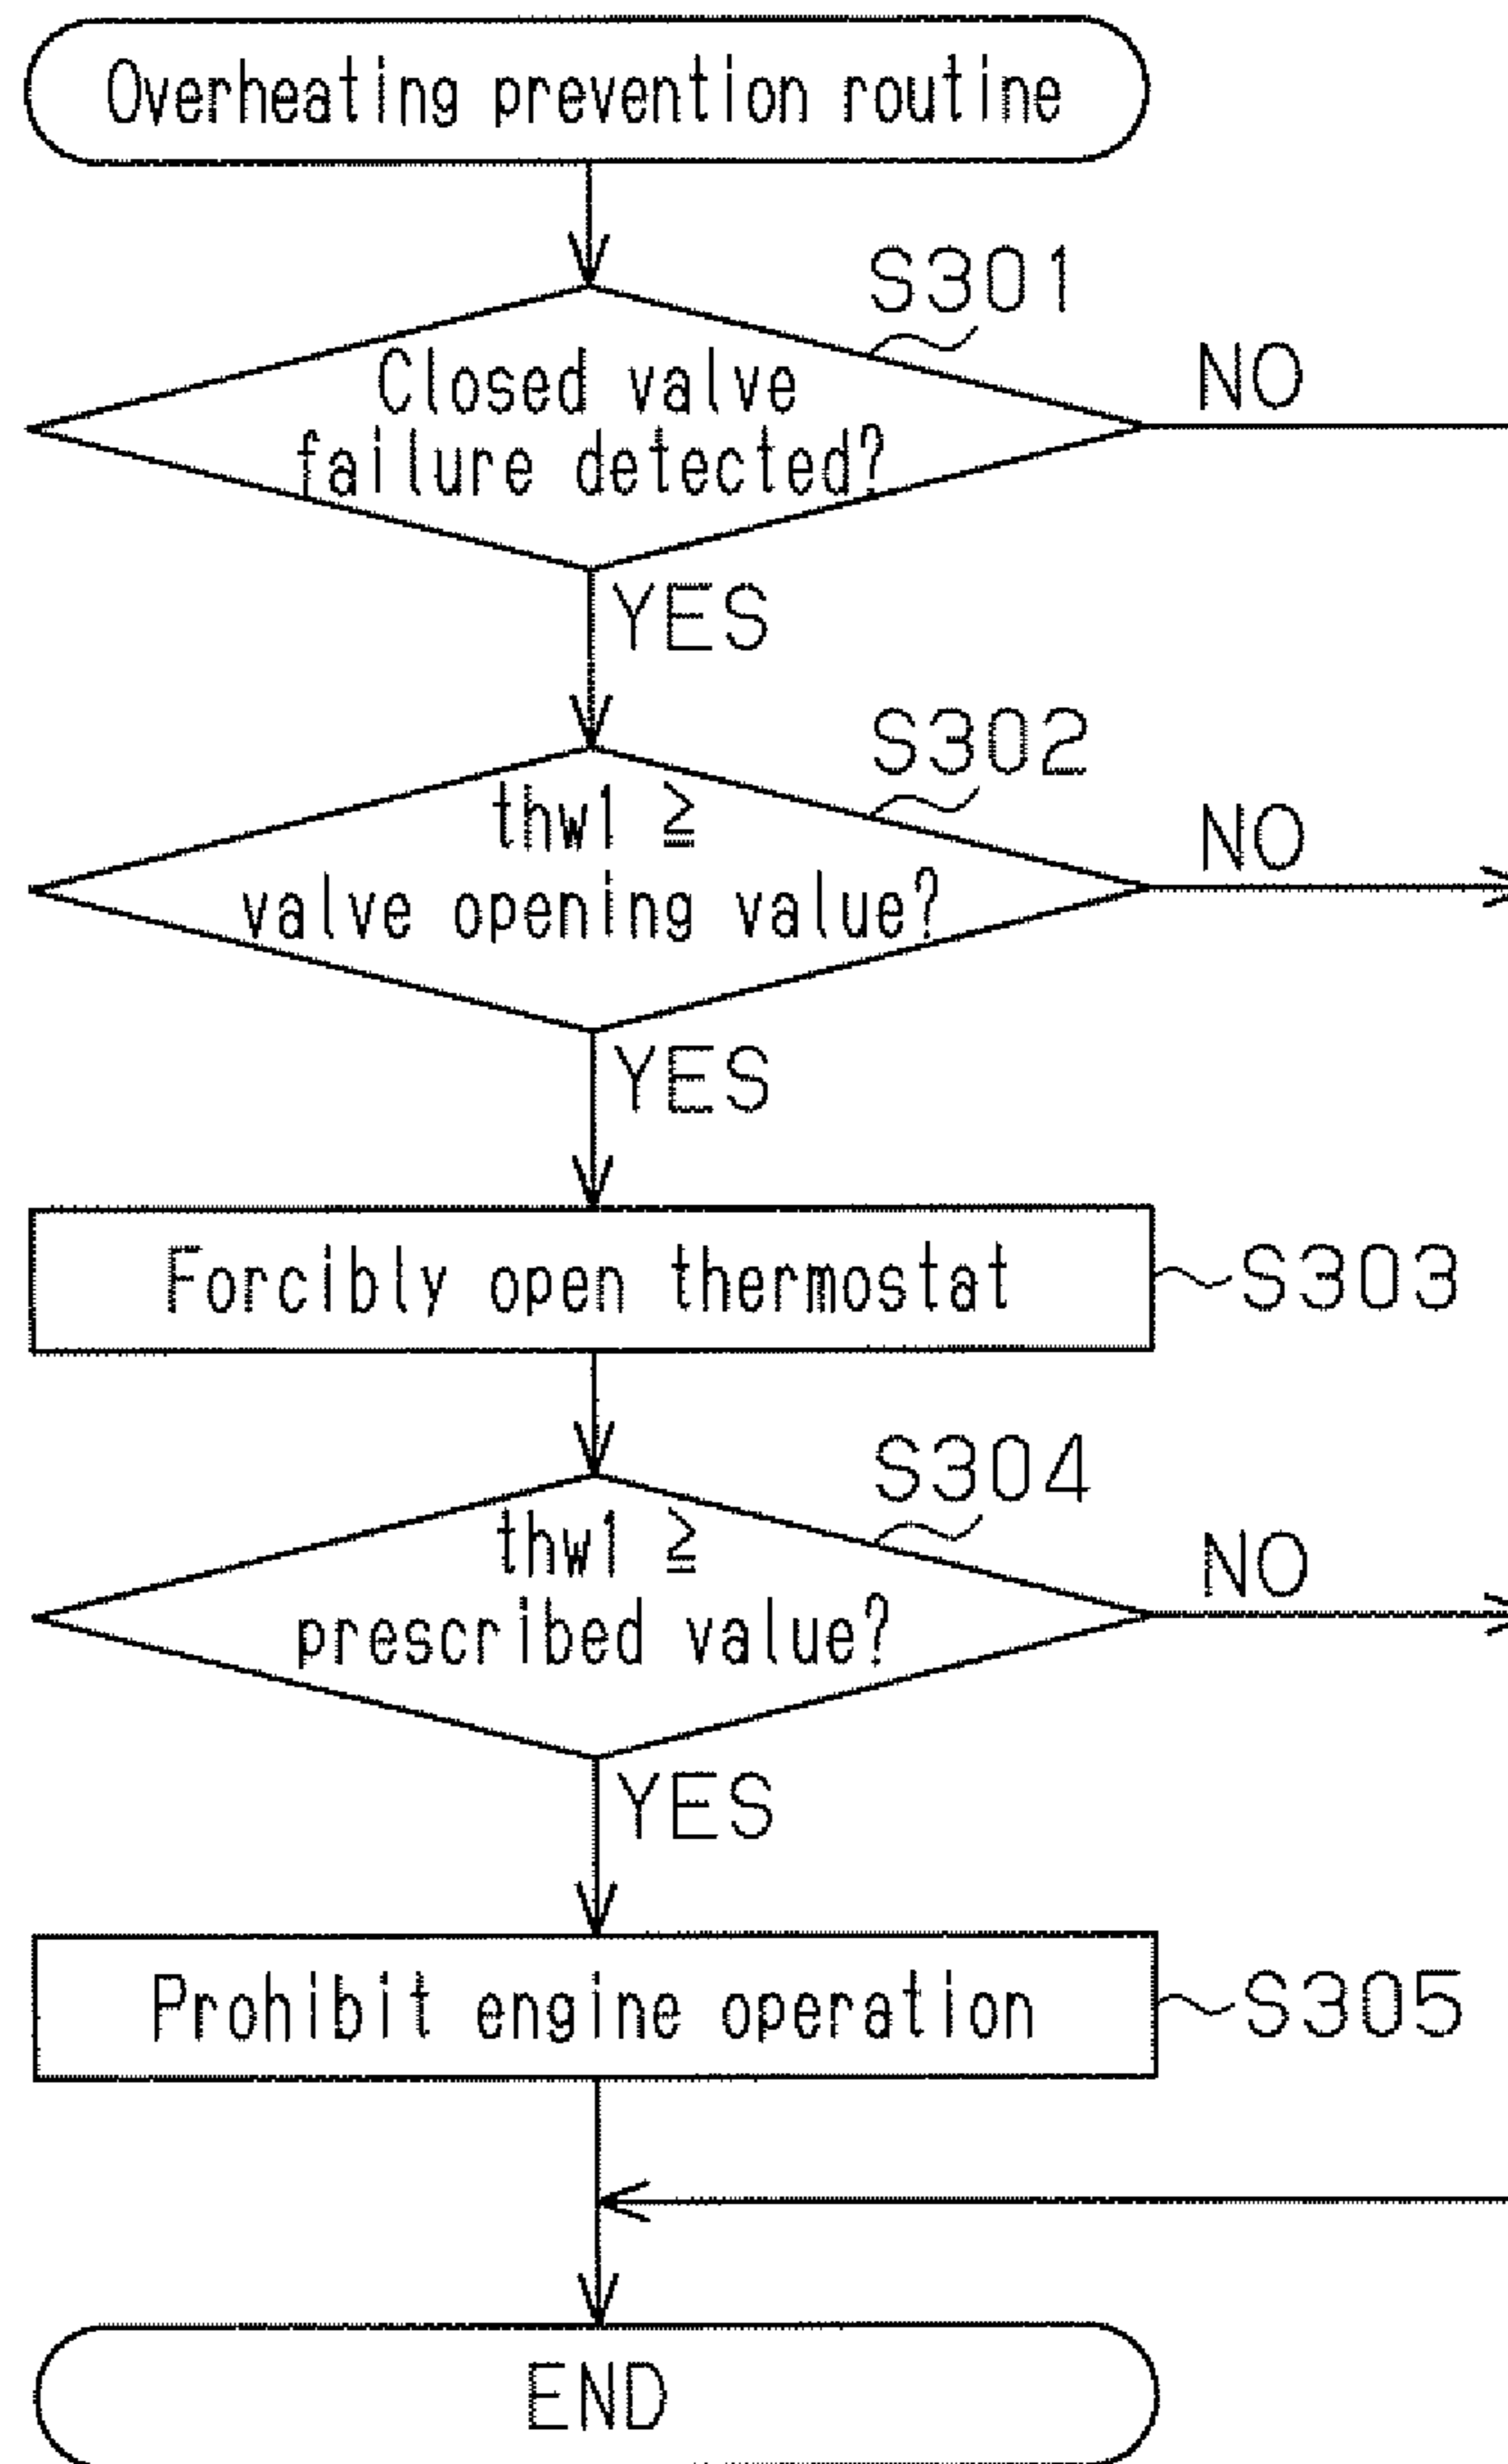 Overheating prevention routine
S301
Closed valve
failure detected?
NO
YES
S302
thw1 ≧
valve opening value?
NO
YES
Forcibly open thermostat
S303
S304
thw1 ≧
prescribed value?
NO
YES
Prohibit engine operation
S305
END